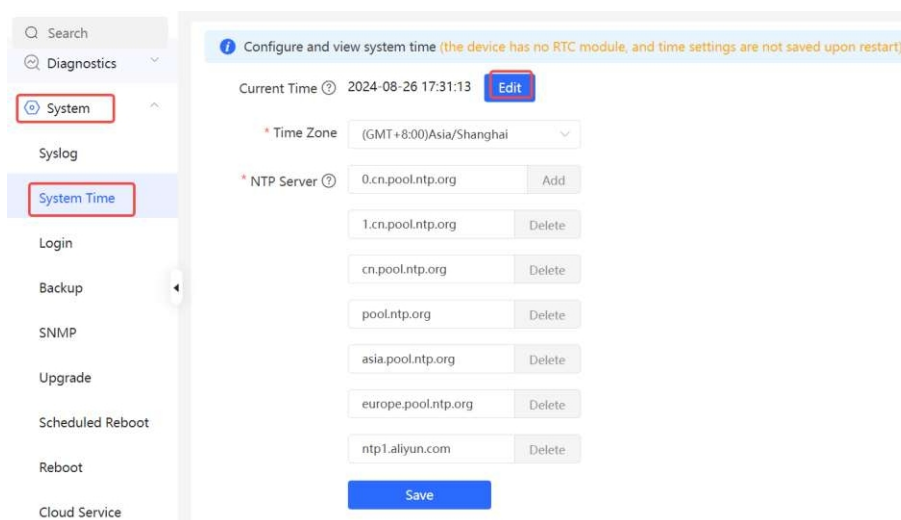 Search
Diagnostics
System
Syslog
System Time
Login
Backup
SNMP
Upgrade
Scheduled Reboot
Reboot
Cloud Service
Configure and view system time (the device has no RTC module, and time settings are not saved upon restart)
Current Time ? 2024-08-26 17:31:13 Edit
* Time Zone (GMT+8:00)Asia/Shanghai
* NTP Server ? 0.cn.pool.ntp.org Add
1.cn.pool.ntp.org Delete
cn.pool.ntp.org Delete
pool.ntp.org Delete
asia.pool.ntp.org Delete
europe.pool.ntp.org Delete
ntp1.aliyun.com Delete
Save